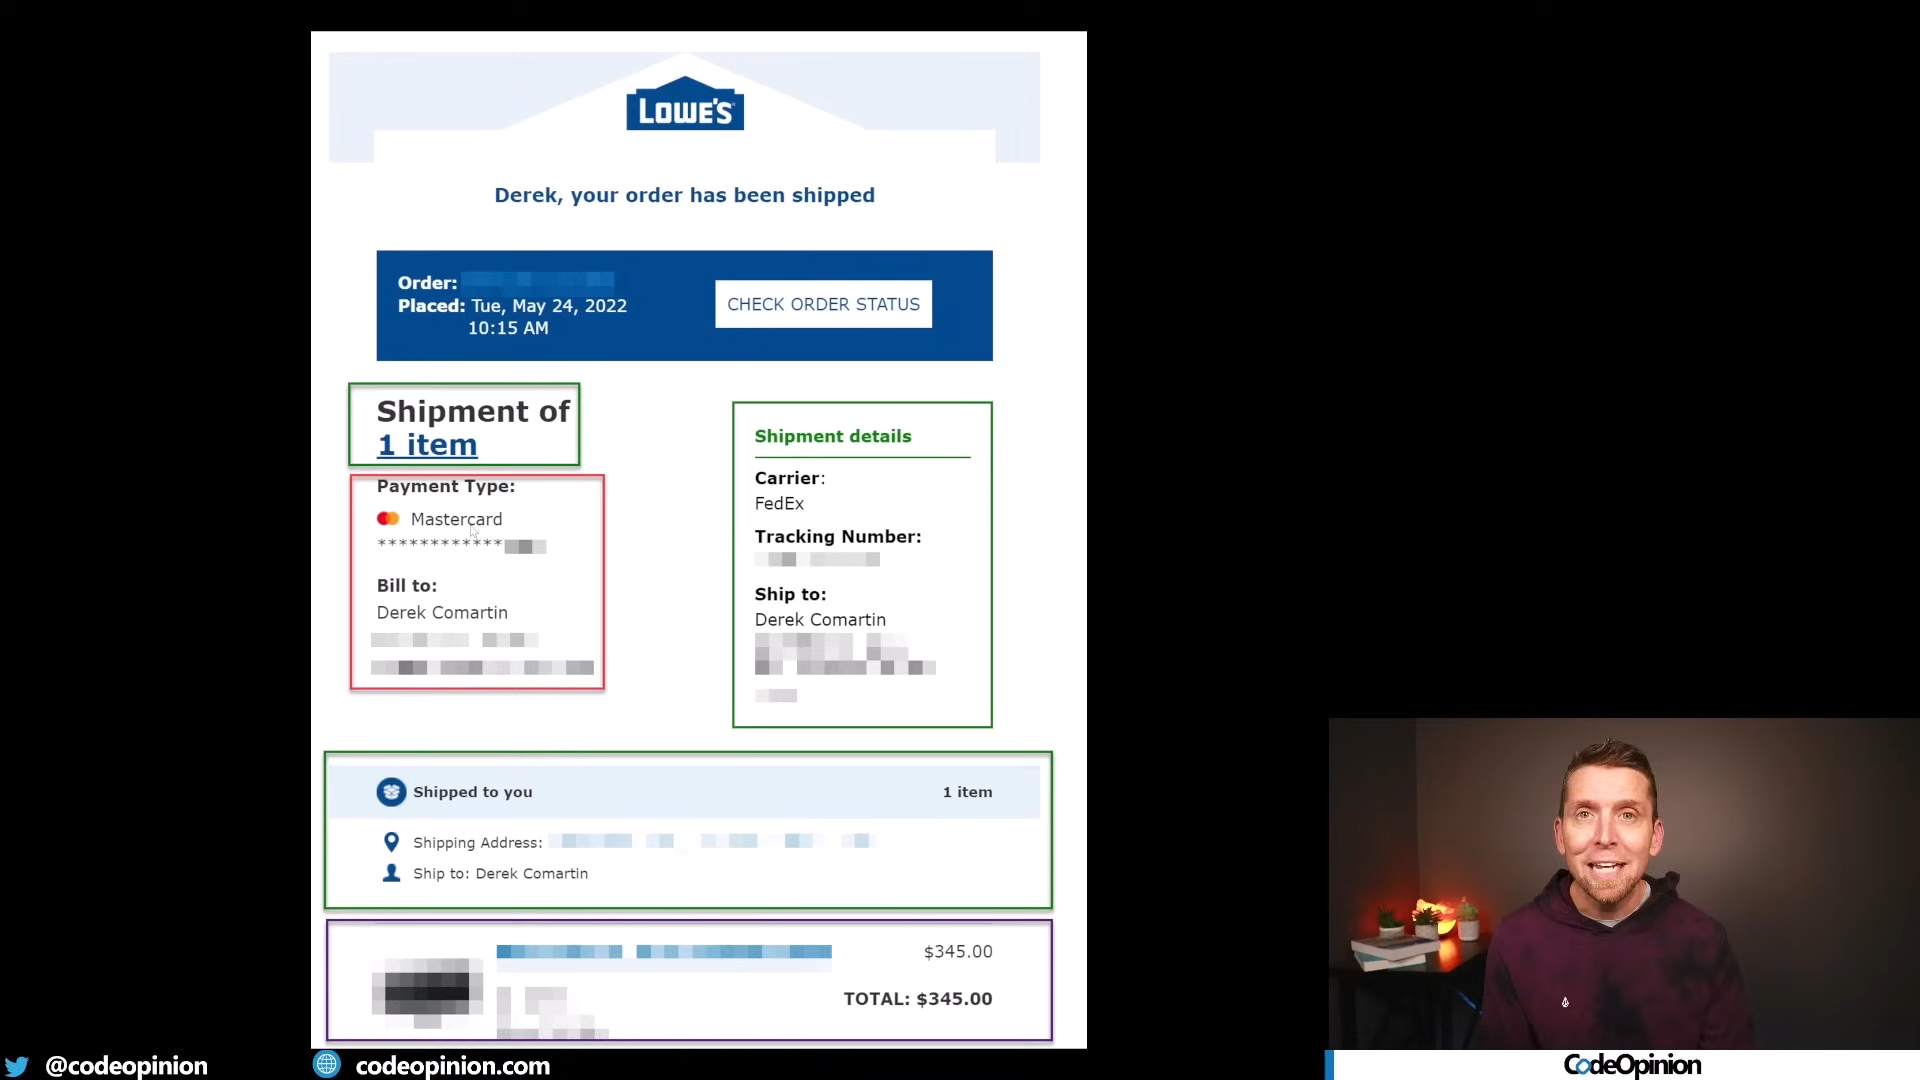 LOWE'S
Derek, your order has been shipped
Order:
Placed: Tue, May 24, 2022
10:15 AM
CHECK ORDER STATUS
Shipment of
1 item
Payment Type:
Mastercard
************
Bill to:
Derek Comartin
Shipment details
Carrier:
FedEx
Tracking Number:
Ship to:
Derek Comartin
Shipped to you
1 item
Shipping Address:
Ship to: Derek Comartin
$345.00
TOTAL: $345.00
@codeopinion
codeopinion.com
CodeOpinion